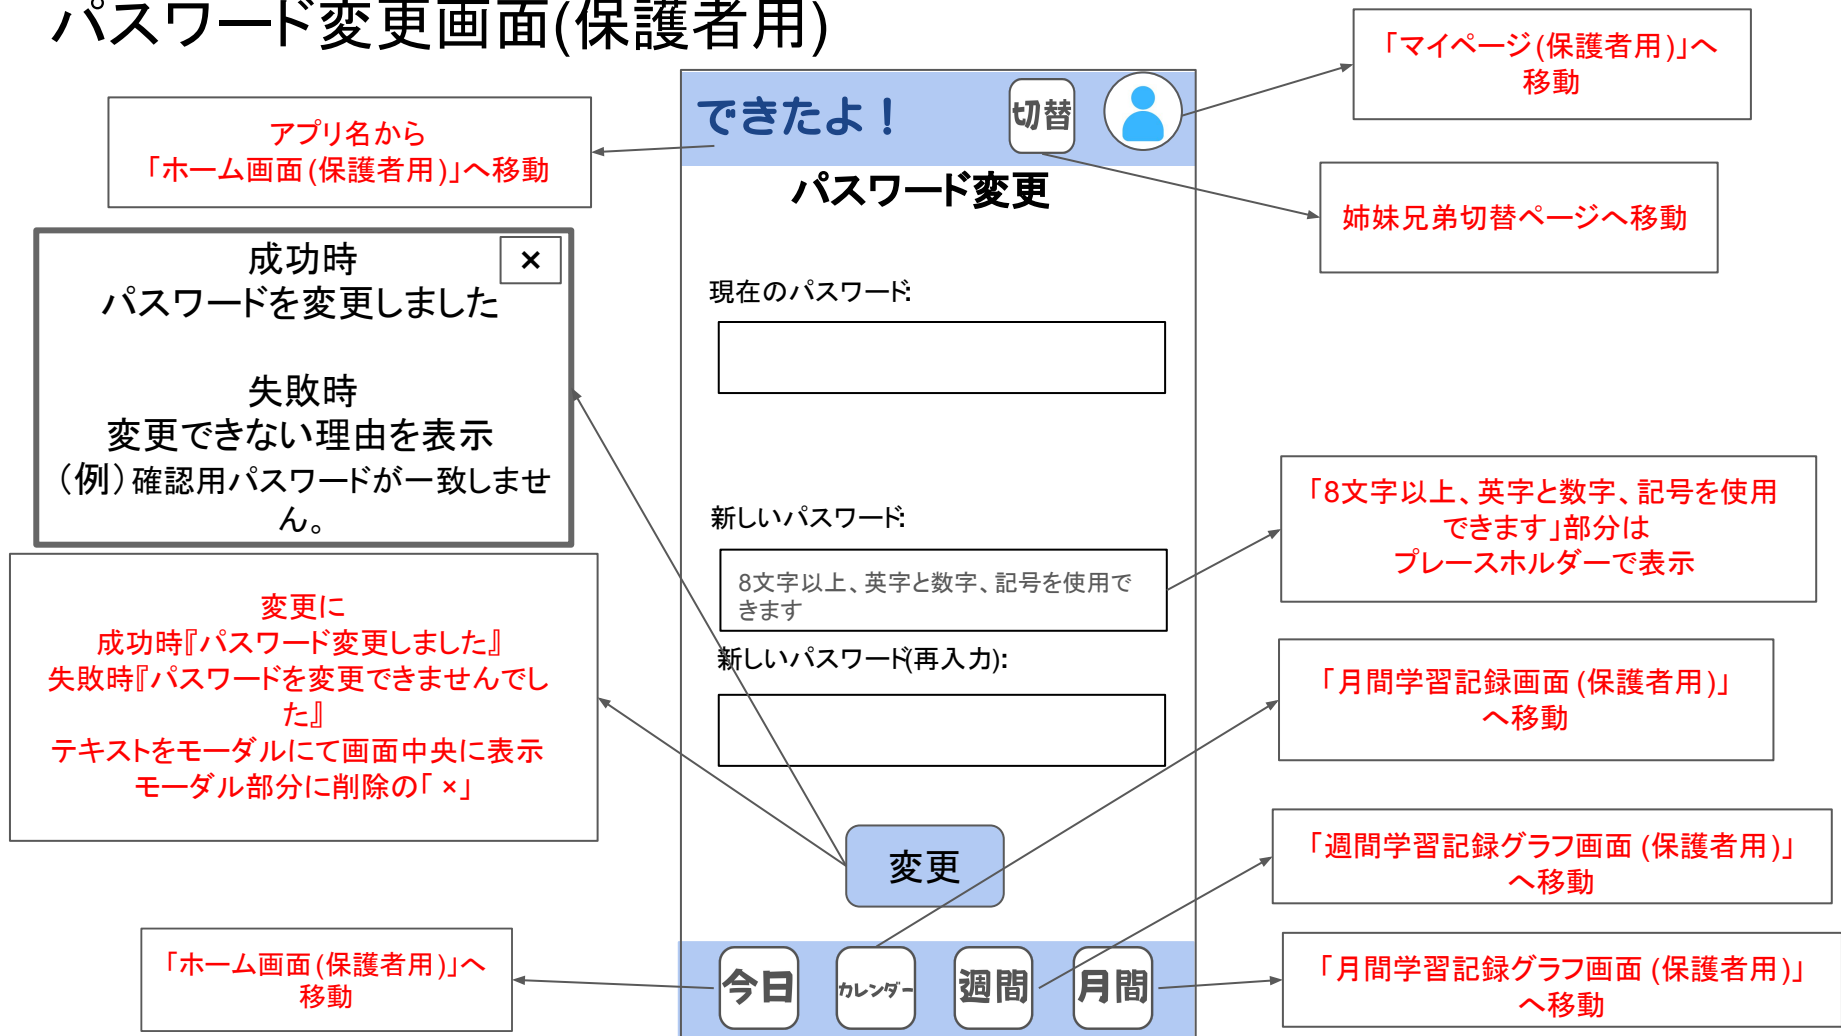 パスワード変更画面(保護者用)
「マイページ(保護者用)」へ
移動
アプリ名から
「ホーム画面(保護者用)」へ移動
できたよ！
切替
姉妹兄弟切替ページへ移動
パスワード変更
成功時
×
パスワードを変更しました
失敗時
変更できない理由を表示
（例）確認用パスワードが一致しませ
ん。
現在のパスワード:
新しいパスワード:
8文字以上、英字と数字、記号を使用で
きます
「8文字以上、英字と数字、記号を使用
できます」部分は
プレースホルダーで表示
変更に
成功時『パスワード変更しました』
失敗時『パスワードを変更できませんでし
た』
テキストをモーダルにて画面中央に表示
モーダル部分に削除の「×」
新しいパスワード(再入力):
「月間学習記録画面(保護者用)」
へ移動
変更
「週間学習記録グラフ画面(保護者用)」
へ移動
「ホーム画面(保護者用)」へ
移動
今日
カレンダー
週間
月間
「月間学習記録グラフ画面(保護者用)」
へ移動